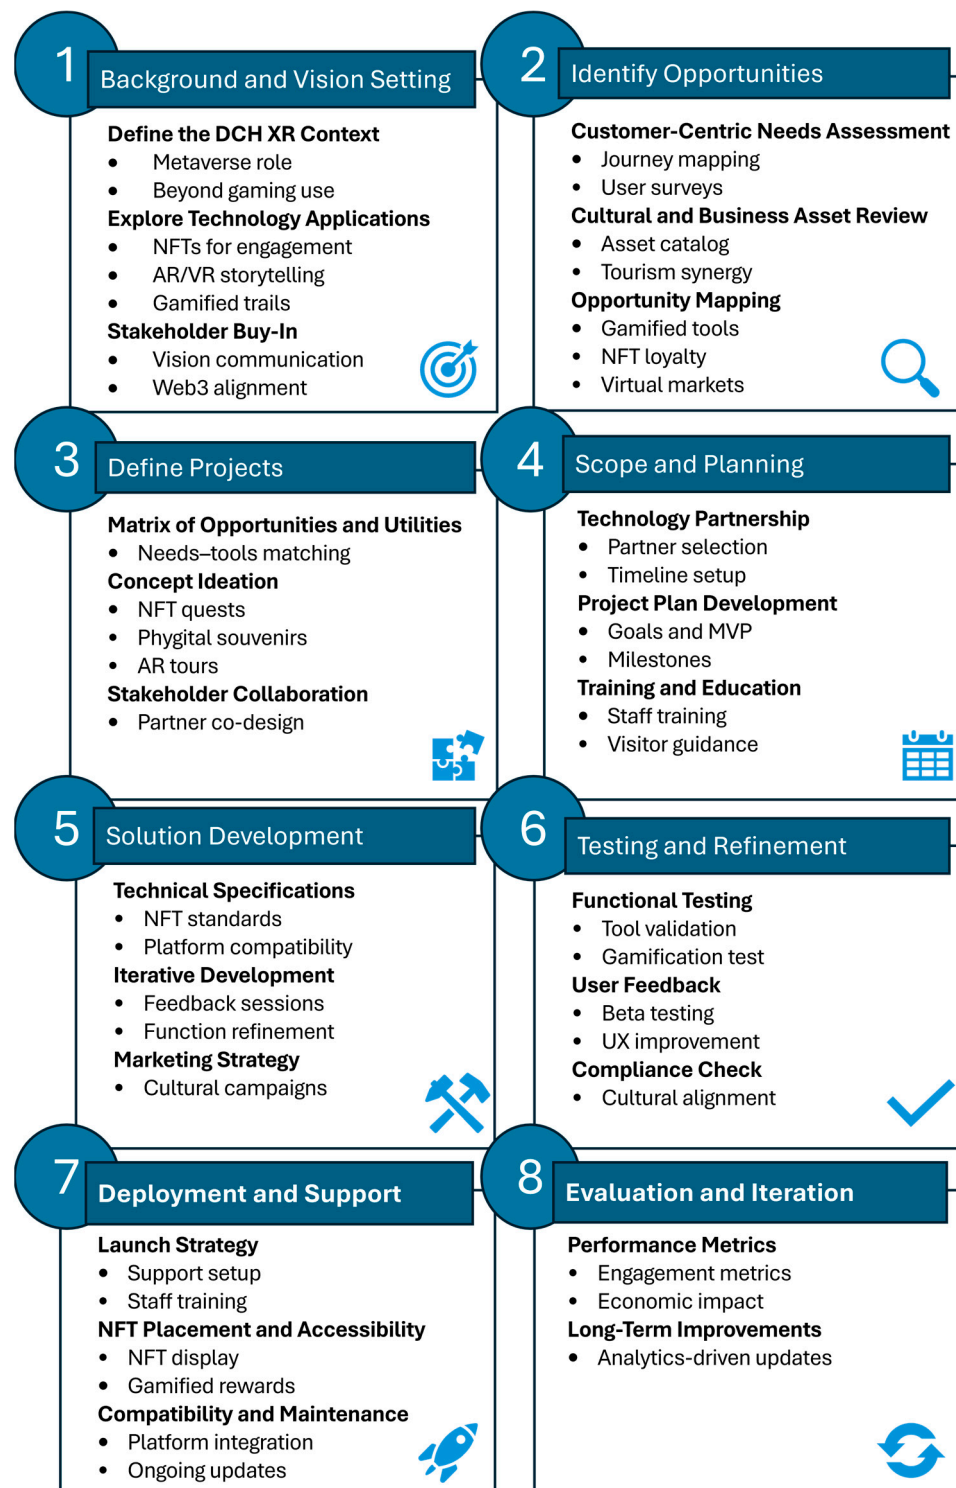 1
Background and Vision Setting
Define the DCH XR Context
• Metaverse role
• Beyond gaming use
Explore Technology Applications
• NFTs for engagement
• AR/VR storytelling
• Gamified trails
Stakeholder Buy-In
• Vision communication
• Web3 alignment
2
Identify Opportunities
Customer-Centric Needs Assessment
• Journey mapping
• User surveys
Cultural and Business Asset Review
• Asset catalog
• Tourism synergy
Opportunity Mapping
• Gamified tools
• NFT loyalty
• Virtual markets
3
Define Projects
Matrix of Opportunities and Utilities
• Needs–tools matching
Concept Ideation
• NFT quests
• Phygital souvenirs
• AR tours
Stakeholder Collaboration
• Partner co-design
4
Scope and Planning
Technology Partnership
• Partner selection
• Timeline setup
Project Plan Development
• Goals and MVP
• Milestones
Training and Education
• Staff training
• Visitor guidance
5
Solution Development
Technical Specifications
• NFT standards
• Platform compatibility
Iterative Development
• Feedback sessions
• Function refinement
Marketing Strategy
• Cultural campaigns
6
Testing and Refinement
Functional Testing
• Tool validation
• Gamification test
User Feedback
• Beta testing
• UX improvement
Compliance Check
• Cultural alignment
7
Deployment and Support
Launch Strategy
• Support setup
• Staff training
NFT Placement and Accessibility
• NFT display
• Gamified rewards
Compatibility and Maintenance
• Platform integration
• Ongoing updates
8
Evaluation and Iteration
Performance Metrics
• Engagement metrics
• Economic impact
Long-Term Improvements
• Analytics-driven updates